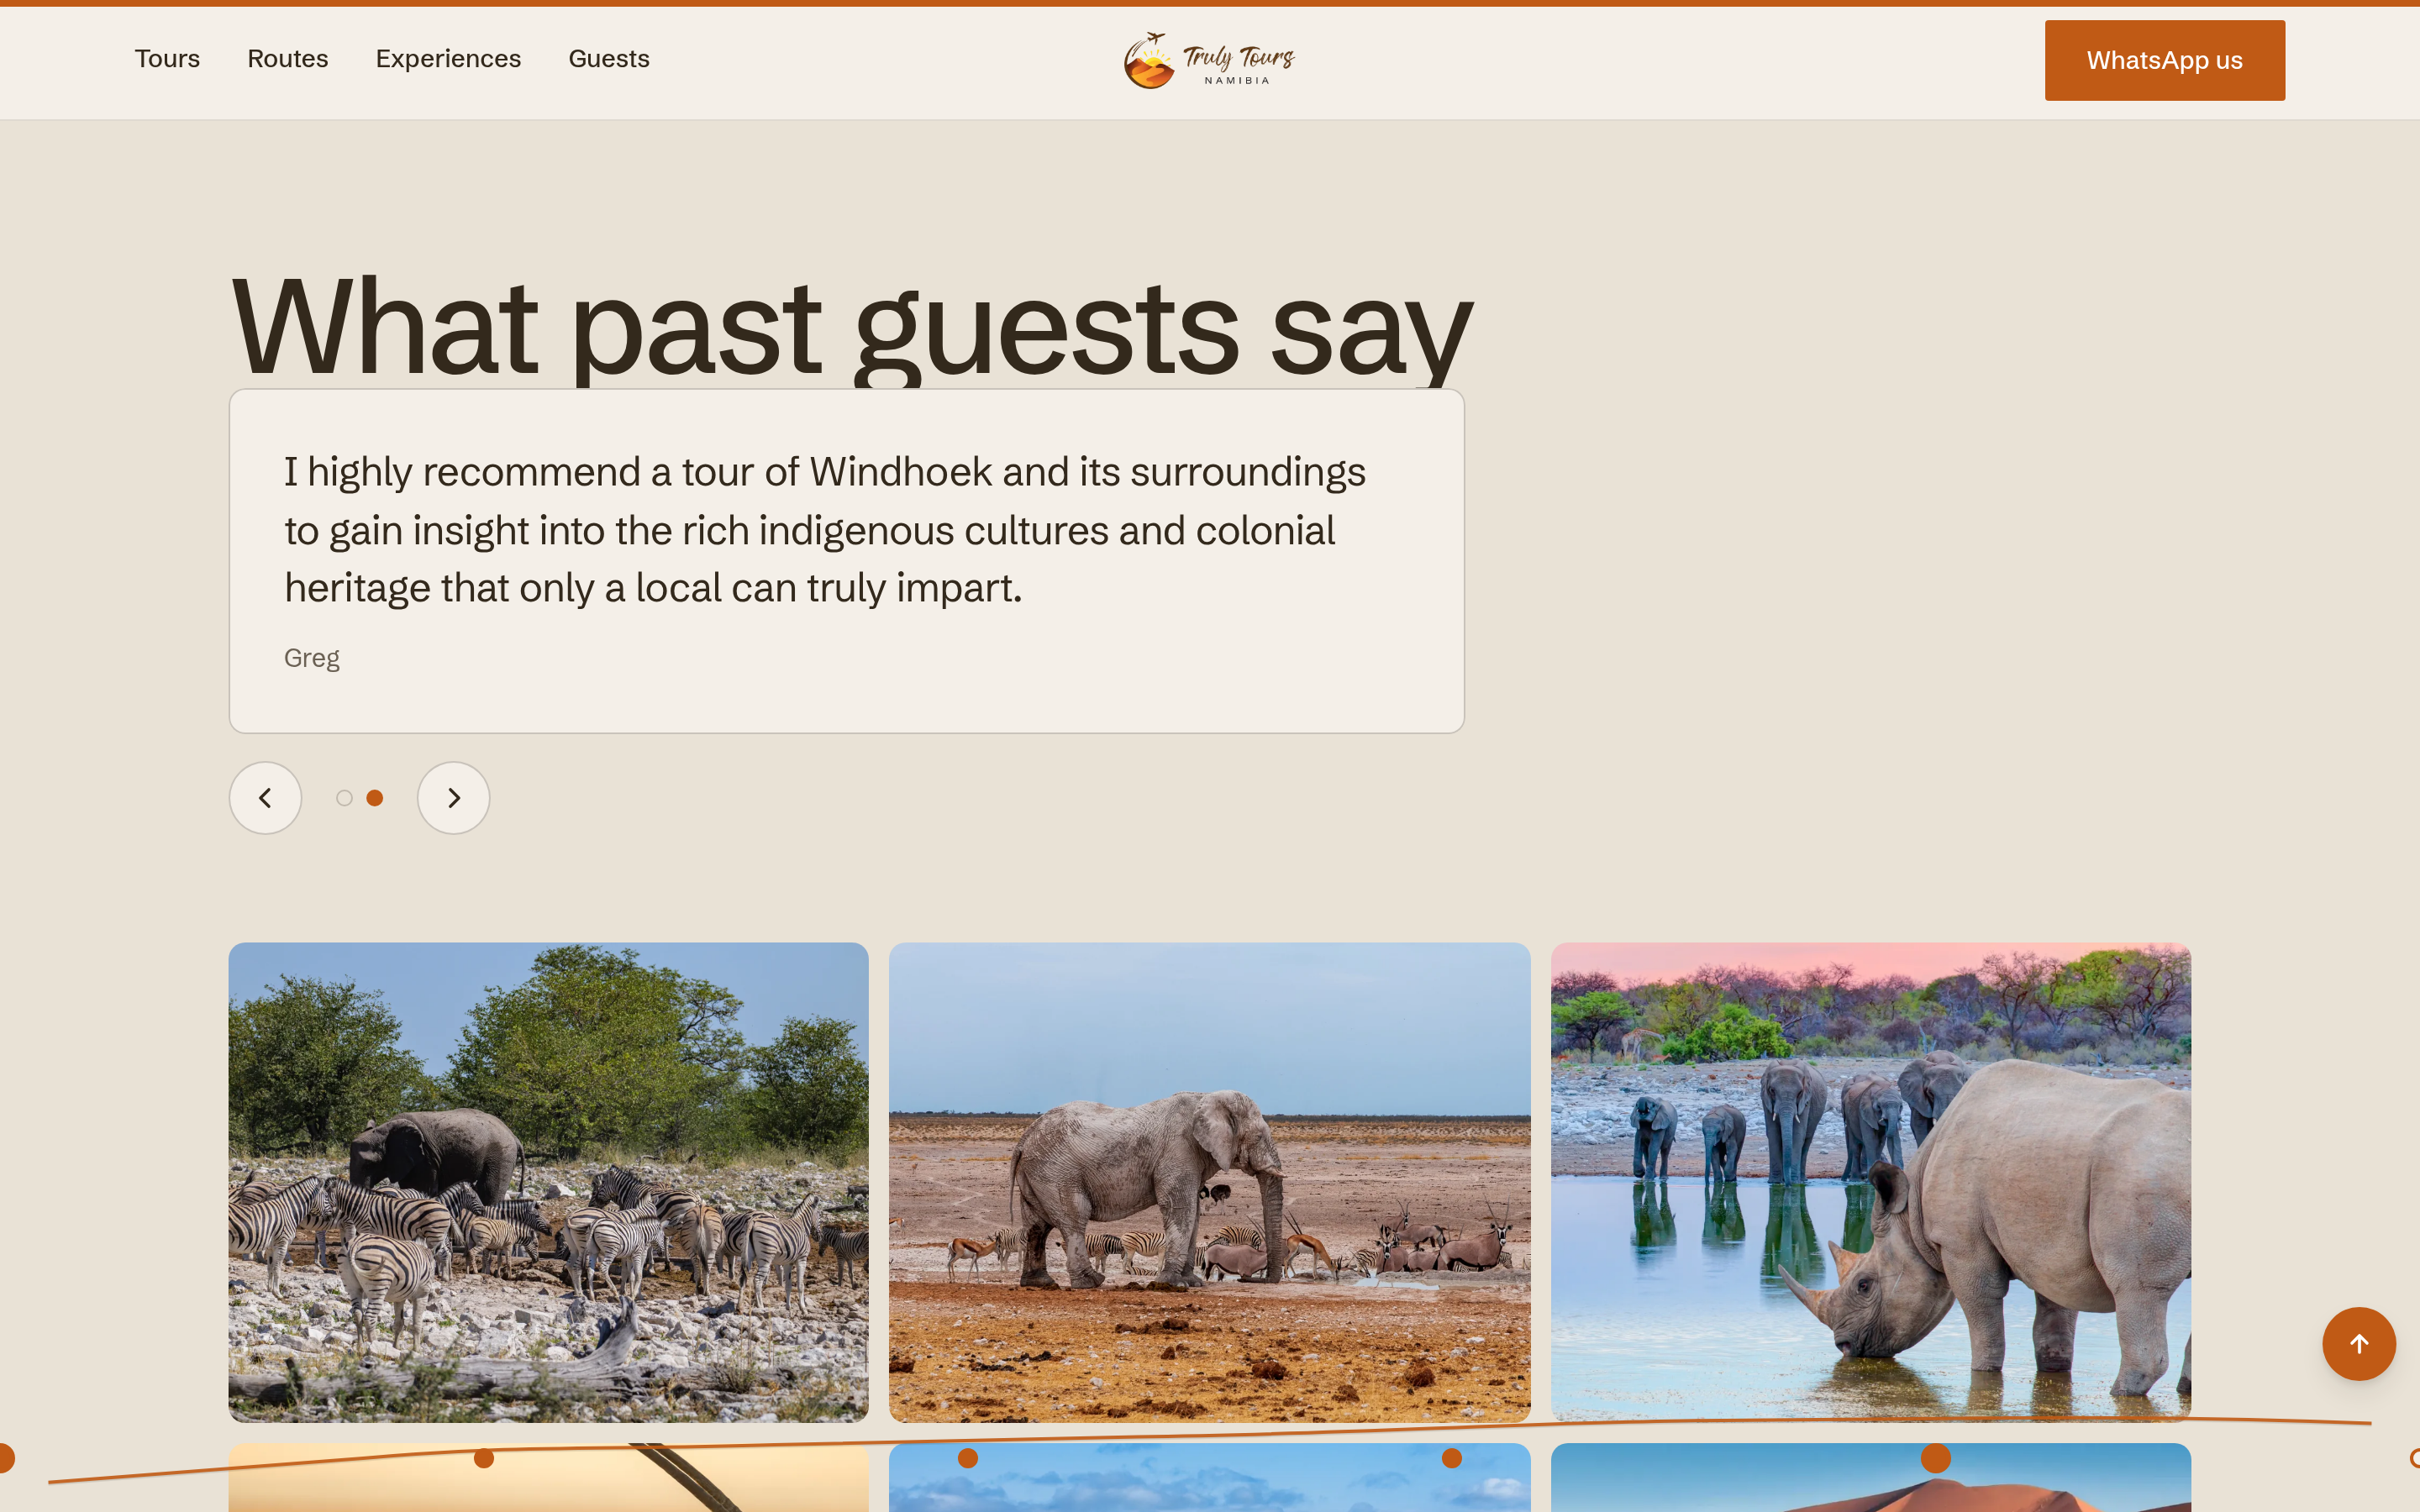 Tours
Routes
Experiences
Guests
Truly Tours
NAMIBIA
WhatsApp us
What past guests say
I highly recommend a tour of Windhoek and its surroundings
to gain insight into the rich indigenous cultures and colonial
heritage that only a local can truly impart.
Greg